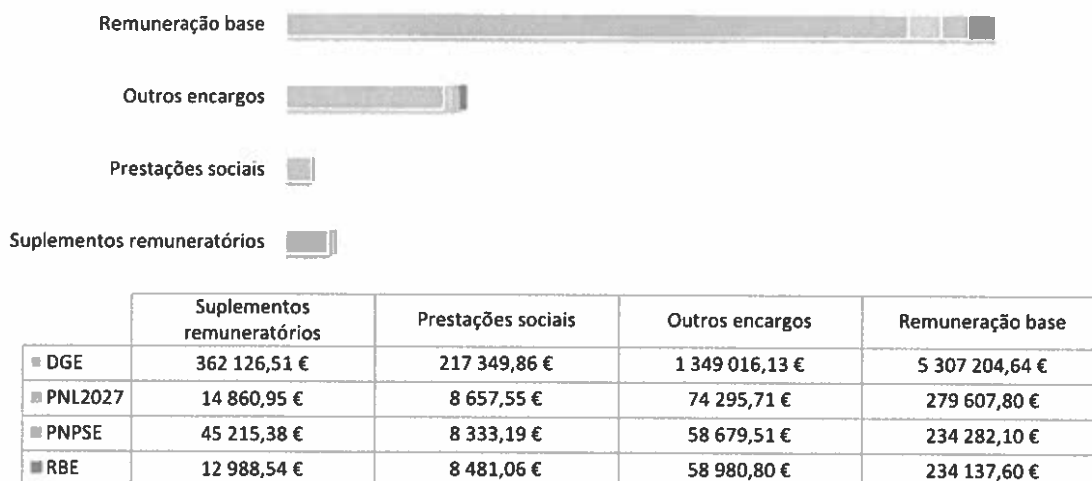 Remuneração base
Outros encargos
Prestações sociais
Suplementos remuneratórios
Suplementos remuneratórios Prestações sociais Outros encargos Remuneração base
DGE 362 126,51 € 217 349,86 € 1 349 016,13 € 5 307 204,64 €
PNL2027 14 860,95 € 8 657,55 € 74 295,71 € 279 607,80 €
PNPSE 45 215,38 € 8 333,19 € 58 679,51 € 234 282,10 €
RBE 12 988,54 € 8 481,06 € 58 980,80 € 234 137,60 €